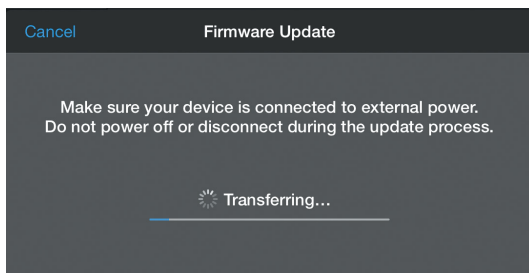 Cancel Firmware Update
Make sure your device is connected to external power.
Do not power off or disconnect during the update process.
Transferring...